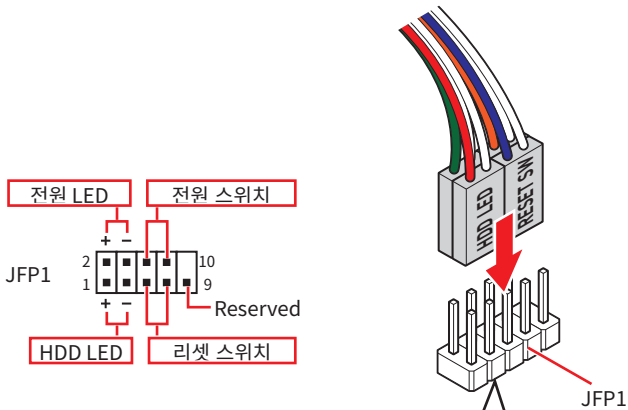 전원 LED 전원 스위치
+ − 
JFP1
2 10
1 9
+ −
Reserved
HDD LED 리셋 스위치
HDD LED
RESET SW
JFP1